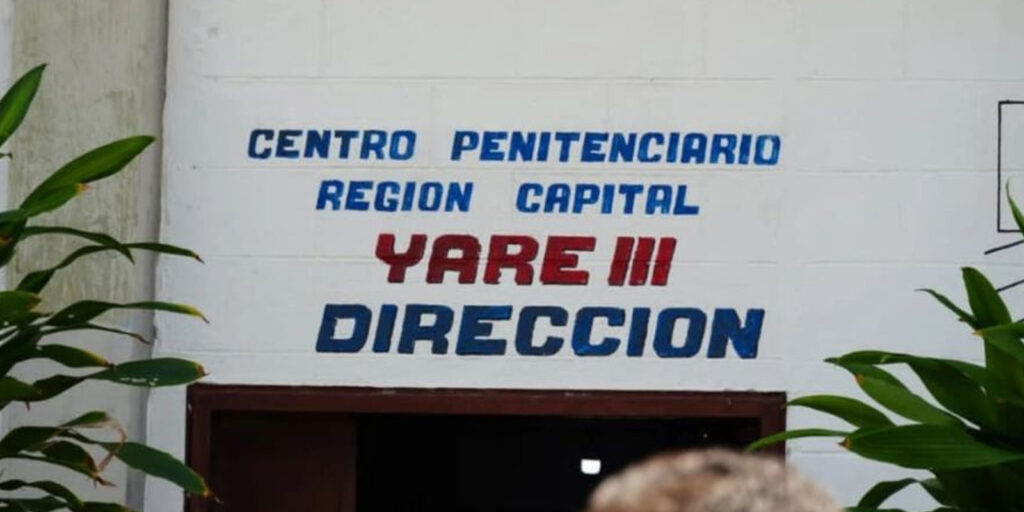 CENTRO PENITENCIARIO
REGION CAPITAL
YARE III
DIRECCION